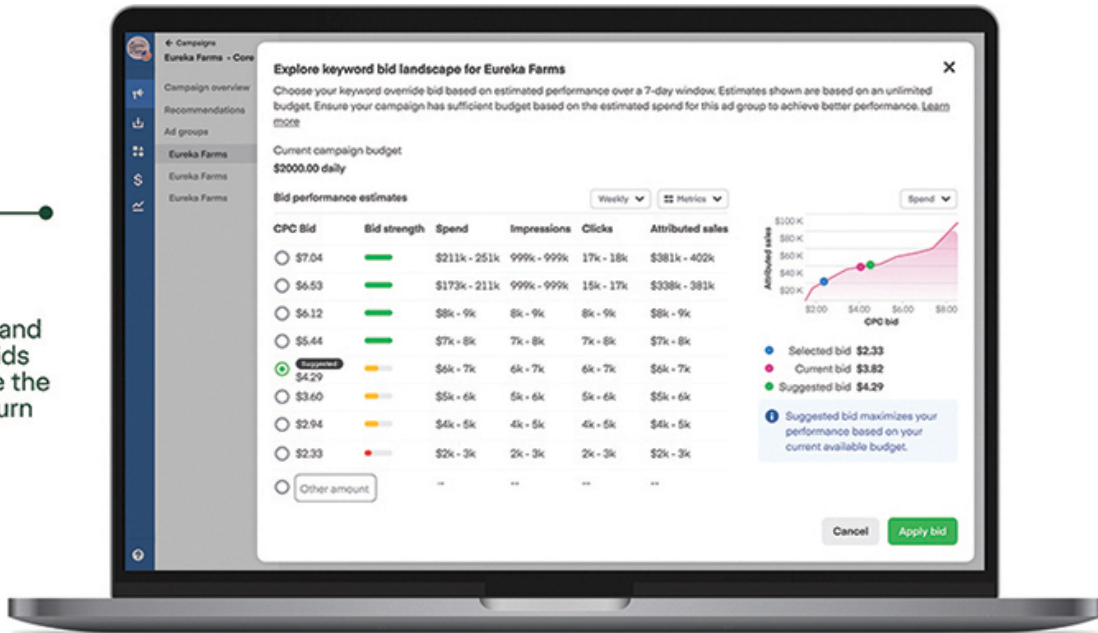 and
ids
e the
urn
← Campaigns
Eureka Farms - Core
Campaign overview
Recommendations
Ad groups
Eureka Farms
Eureka Farms
Eureka Farms
Explore keyword bid landscape for Eureka Farms
Choose your keyword override bid based on estimated performance over a 7-day window. Estimates shown are based on an unlimited
budget. Ensure your campaign has sufficient budget based on the estimated spend for this ad group to achieve better performance. Learn
more
Current campaign budget
$2000.00 daily
Bid performance estimates
Weekly
Metrics
CPC Bid Bid strength Spend Impressions Clicks Attributed sales
$7.04 $211k - 251k 999k - 999k 17k - 18k $381k - 402k
$6.53 $173k - 211k 999k - 999k 15k - 17k $338k - 381k
$6.12 $8k - 9k 8k - 9k 8k - 9k $8k - 9k
$5.44 $7k - 8k 7k - 8k 7k - 8k $7k - 8k
Suggested
$4.29 $6k - 7k 6k - 7k 6k - 7k $6k - 7k
$3.60 $5k - 6k 5k - 6k 5k - 6k $5k - 6k
$2.94 $4k - 5k 4k - 5k 4k - 5k $4k - 5k
$2.33 $2k - 3k 2k - 3k 2k - 3k $2k - 3k
Other amount -- -- -- --
Spend
Attributed sales
$100 K
$80 K
$60 K
$40 K
$20 K
$2.00 $4.00 $6.00 $8.00
CPC bid
Selected bid $2.33
Current bid $3.82
Suggested bid $4.29
Suggested bid maximizes your
performance based on your
current available budget.
Cancel
Apply bid